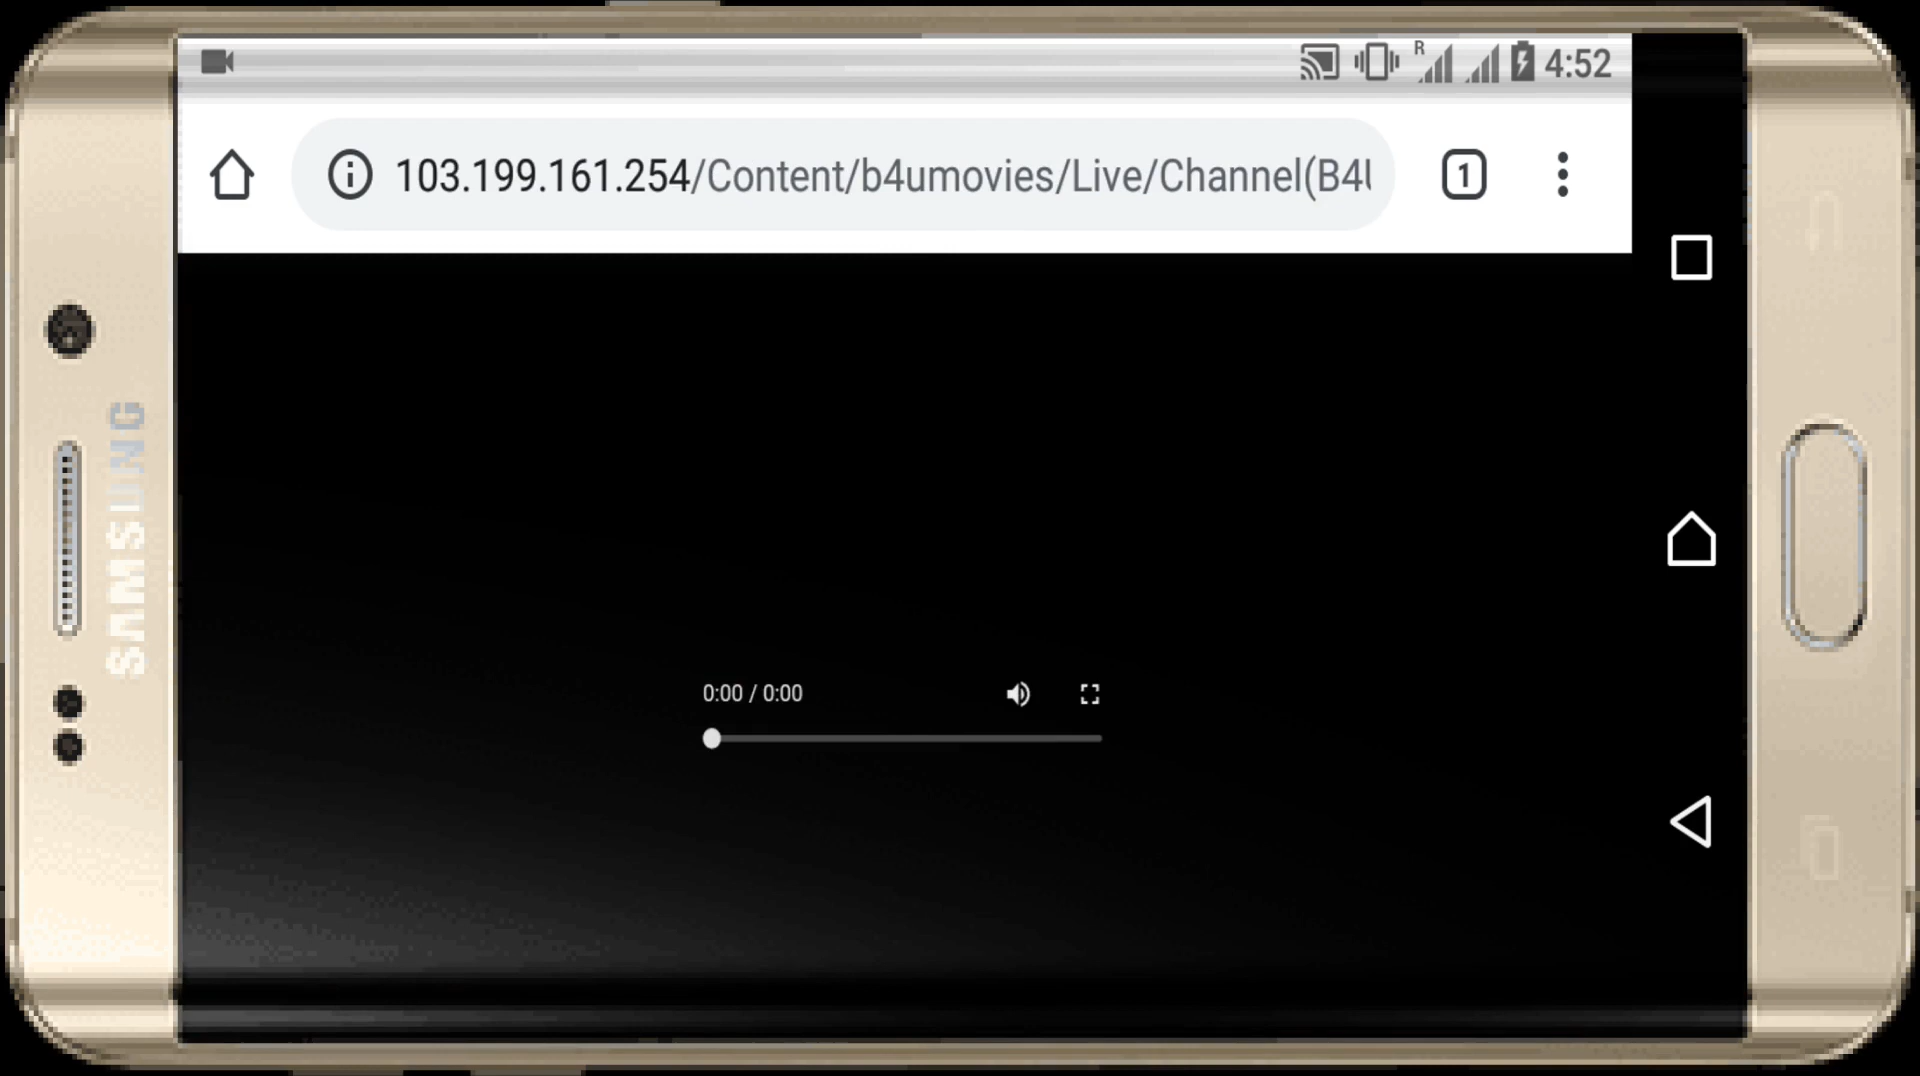 R 4:52
103.199.161.254/Content/b4umovies/Live/Channel(B4
1
SAMSUNG
0:00 / 0:00